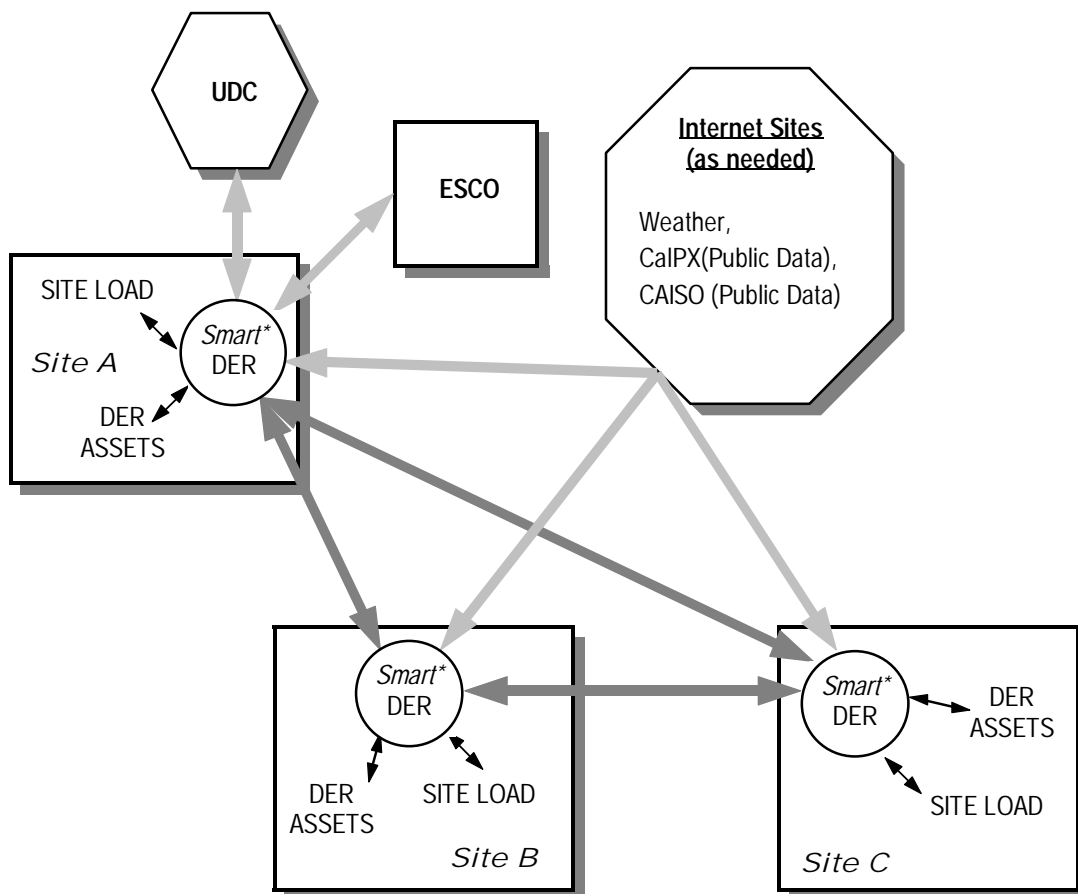 UDC
ESCO
Internet Sites
(as needed)
Weather,
CalPX(Public Data),
CAISO (Public Data)
SITE LOAD
Smart*
DER
Site A
DER
ASSETS
Smart*
DER
DER
ASSETS
SITE LOAD
Site B
Smart*
DER
DER
ASSETS
SITE LOAD
Site C